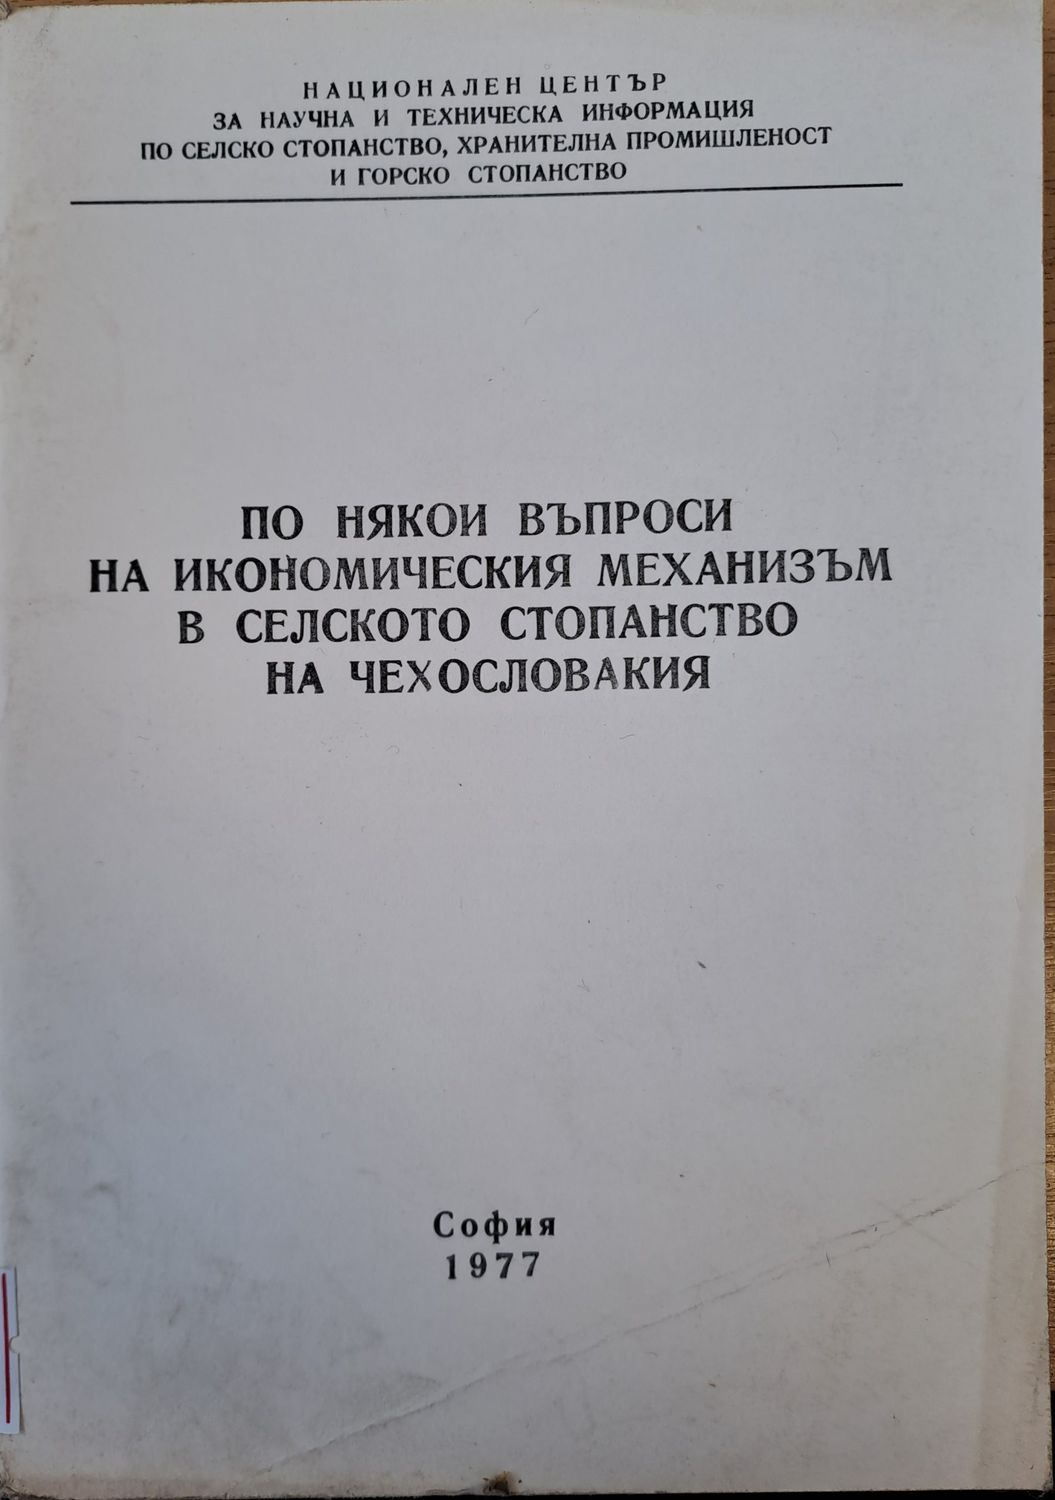 НАЦИОНАЛЕН ЦЕНТЪР
ЗА НАУЧНА И ТЕХНИЧЕСКА ИНФОРМАЦИЯ
ПО СЕЛСКО СТОПАНСТВО, ХРАНИТЕЛНА ПРОМИШЛЕНОСТ
И ГОРСКО СТОПАНСТВО
ПО НЯКОИ ВЪПРОСИ
НА ИКОНОМИЧЕСКИЯ МЕХАНИЗЪМ
В СЕЛСКОТО СТОПАНСТВО
НА ЧЕХОСЛОВАКИЯ
София
1977